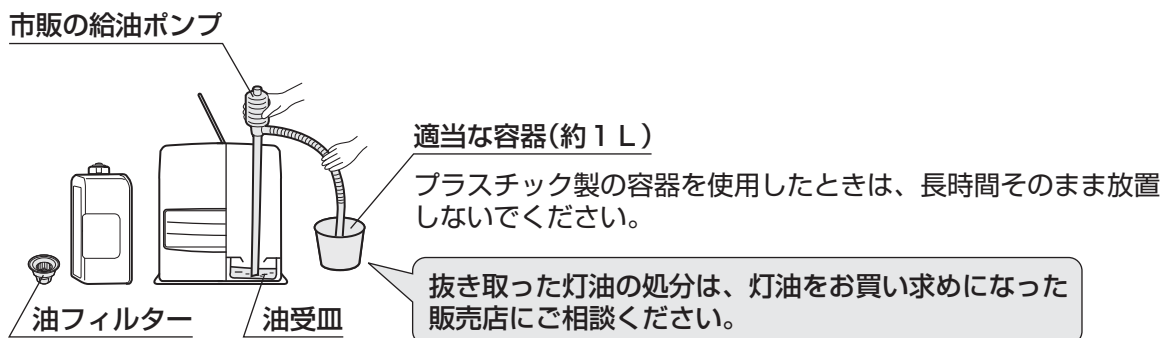 市販の給油ポンプ
適当な容器(約1L)
プラスチック製の容器を使用したときは、長時間そのまま放置
しないでください。
抜き取った灯油の処分は、灯油をお買い求めになった
販売店にご相談ください。
油フィルター
油受皿